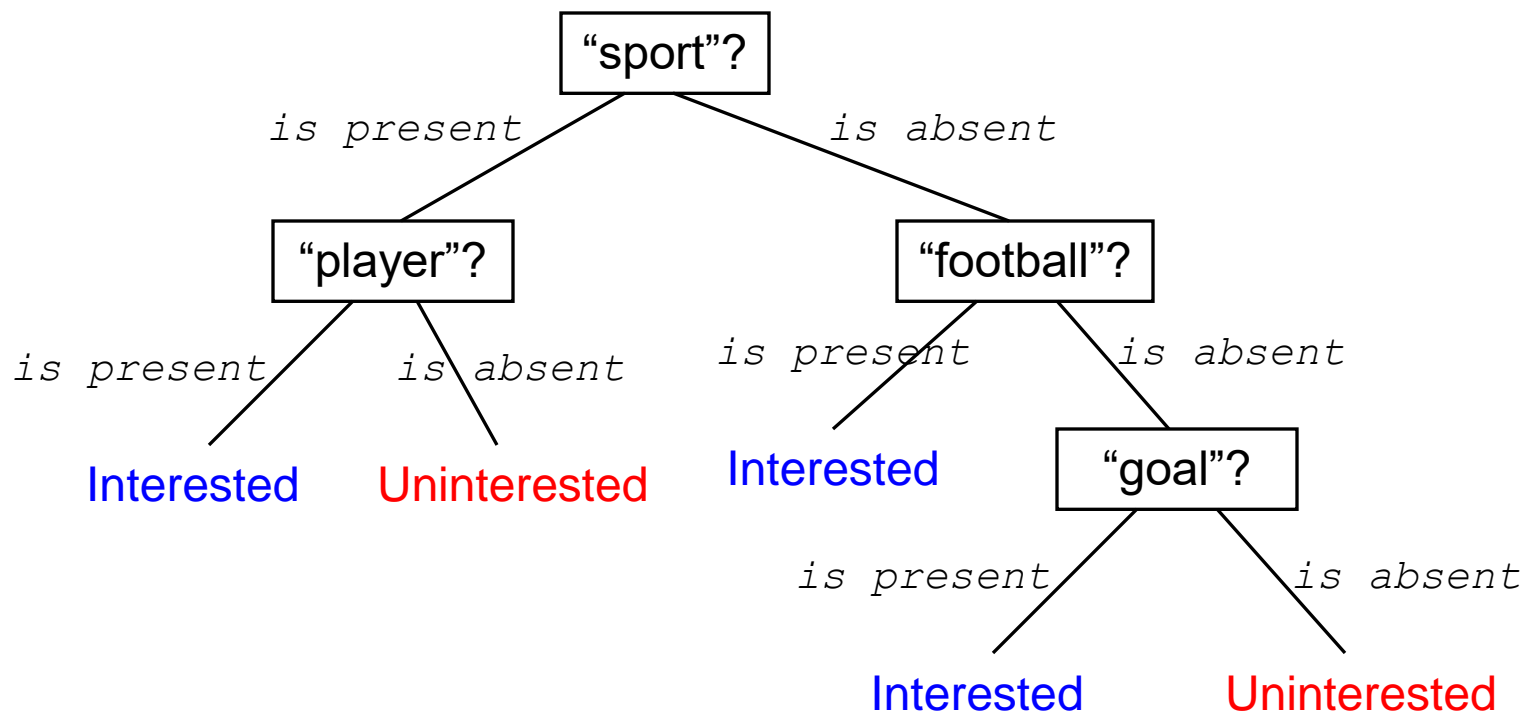 “sport”?
is present
is absent
“player”?
“football”?
is present
is absent
is present
is absent
Interested
Uninterested
Interested
“goal”?
is present
is absent
Interested
Uninterested